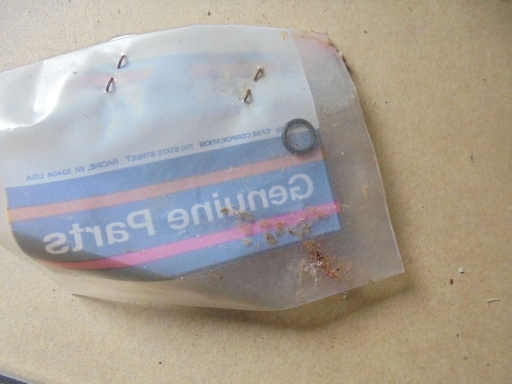 CASE CORPORATION 700 STATE STREET RACINE, WI 53404 USA
Genuine Parts